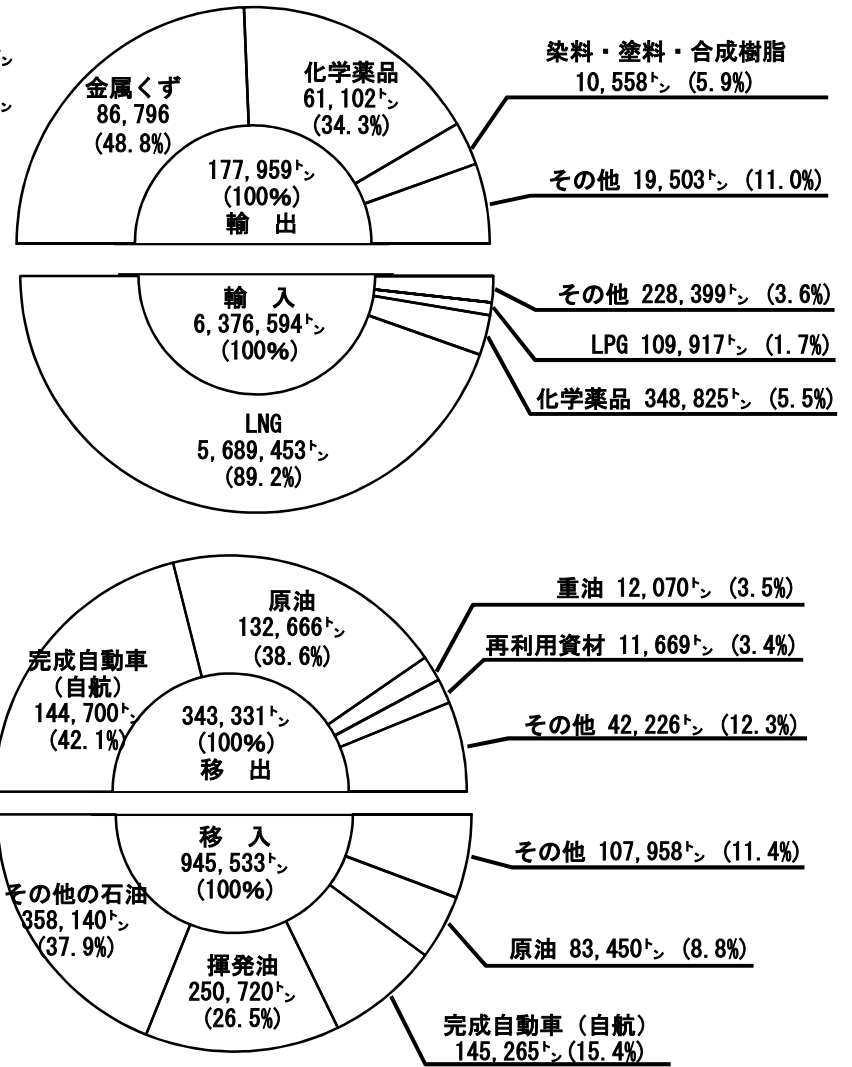 ㌧
㌧
金属くず
86,796
(48.8%)
化学薬品
61,102㌧
(34.3%)
染料・塗料・合成樹脂
10,558㌧ (5.9%)
その他 19,503㌧ (11.0%)
177,959㌧
(100%)
輸 出
輸 入
6,376,594㌧
(100%)
その他 228,399㌧ (3.6%)
LPG 109,917㌧ (1.7%)
化学薬品 348,825㌧ (5.5%)
LNG
5,689,453㌧
(89.2%)
原油
132,666㌧
(38.6%)
重油 12,070㌧ (3.5%)
再利用資材 11,669㌧ (3.4%)
その他 42,226㌧ (12.3%)
完成自動車
(自航)
144,700㌧
(42.1%)
343,331㌧
(100%)
移 出
移 入
945,533㌧
(100%)
その他 107,958㌧ (11.4%)
その他の石油
358,140㌧
(37.9%)
揮発油
250,720㌧
(26.5%)
原油 83,450㌧ (8.8%)
完成自動車(自航)
145,265㌧(15.4%)